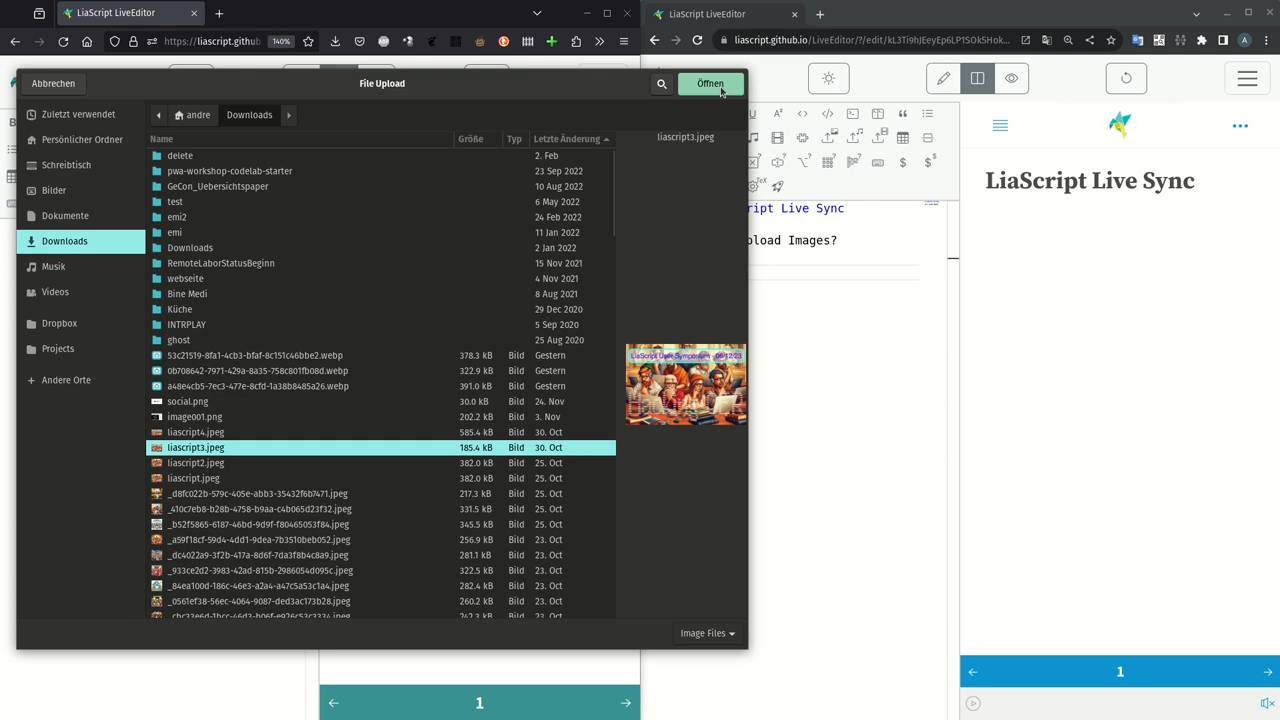 LiaScript LiveEditor
LiaScript LiveEditor
https://liascript.github
140%
liascript.github.io/LiveEditor/?/edit/kL3Ti9hJEeyEp6LP1SOk5Hok…
Abbrechen
File Upload
Öffnen
Zuletzt verwendet
Persönlicher Ordner
Schreibtisch
Bilder
Dokumente
Downloads
Musik
Videos
Dropbox
Projects
Andere Orte
andre
Downloads
Name Größe Typ Letzte Änderung
delete 2. Feb
pwa-workshop-codelab-starter 23 Sep 2022
GeCon_Uebersichtspaper 10 Aug 2022
test 6 May 2022
emi2 24 Feb 2022
emi 11 Jan 2022
Downloads 2 Jan 2022
RemoteLaborStatusBeginn 15 Nov 2021
webseite 4 Nov 2021
Bine Medi 8 Aug 2021
Küche 29 Dec 2020
INTRPLAY 5 Sep 2020
ghost 25 Aug 2020
53c21519-8fa1-4cb3-bfaf-8c151c46bbe2.webp 378.3 kB Bild Gestern
0b708642-7971-429a-8a35-758c801fb08d.webp 322.9 kB Bild Gestern
a48e4cb5-7ec3-477e-8cfd-1a38b8485a26.webp 391.0 kB Bild Gestern
social.png 30.0 kB Bild 24. Nov
image001.png 202.2 kB Bild 3. Nov
liascript4.jpeg 585.4 kB Bild 30. Oct
liascript3.jpeg 185.4 kB Bild 30. Oct
liascript2.jpeg 382.0 kB Bild 25. Oct
liascript.jpeg 382.0 kB Bild 25. Oct
_d8fc022b-579c-405e-abb3-35432f6b7471.jpeg 217.3 kB Bild 25. Oct
_410c7eb8-b28b-4758-b9aa-c4b065d23f32.jpeg 331.5 kB Bild 25. Oct
_b52f5865-6187-46bd-9d9f-f80465053f84.jpeg 345.5 kB Bild 25. Oct
_a59f18cf-59d4-4dd1-9dea-7b3510beb052.jpeg 256.9 kB Bild 23. Oct
_dc4022a9-3f2b-417a-8d6f-7da3f8b4c8a9.jpeg 281.1 kB Bild 23. Oct
_933ce2d2-3983-42ad-815b-2986054d095c.jpeg 322.5 kB Bild 23. Oct
_84ea100d-186c-46e3-a2a4-a47c5a53c1a4.jpeg 282.4 kB Bild 23. Oct
_0561ef38-56ec-4064-9087-ded3ac173b28.jpeg 260.2 kB Bild 23. Oct
liascript3.jpeg
LiaScript User Symposium - 06/12/23
Image Files
ript Live Sync
pload Images?
LiaScript Live Sync
1
1